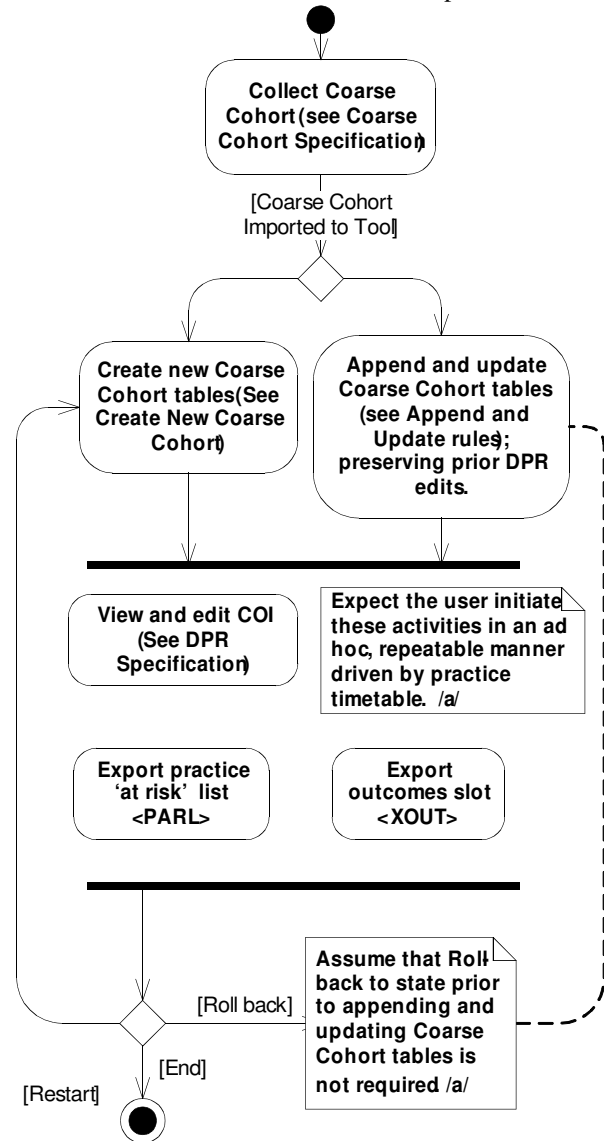 Collect Coarse
Cohort (see Coarse
Cohort Specification)
[Coarse Cohort
Imported to Tool]
Create new Coarse
Cohort tables(See
Create New Coarse
Cohort)
Append and update
Coarse Cohort tables
(see Append and
Update rules);
preserving prior DPR
edits.
View and edit COI
(See DPR
Specification)
Expect the user initiate
these activities in an ad
hoc, repeatable manner
driven by practice
timetable. /a/
Export practice
‘at risk’ list
<PARL>
Export
outcomes slot
<XOUT>
Assume that Roll-
back to state prior
to appending and
updating Coarse
Cohort tables is
not required /a/
[Roll back]
[End]
[Restart]